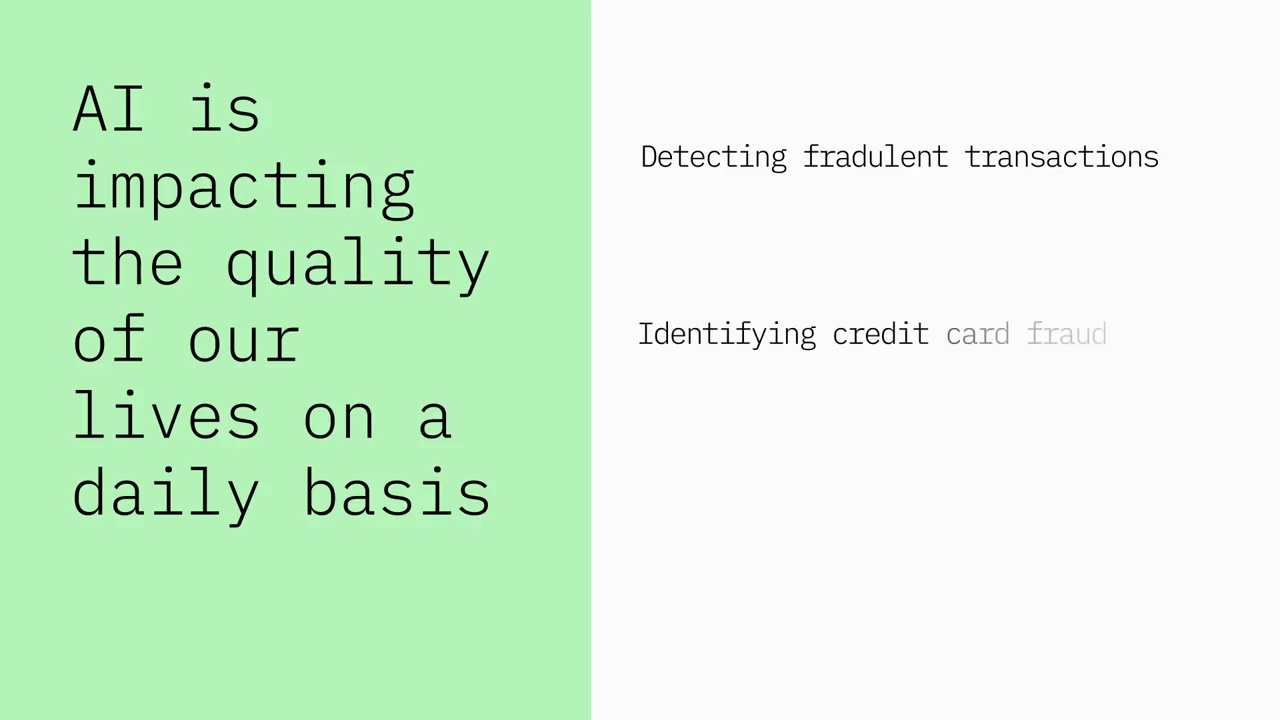 AI is
impacting
the quality
of our
lives on a
daily basis
Detecting fradulent transactions
Identifying credit card fraud